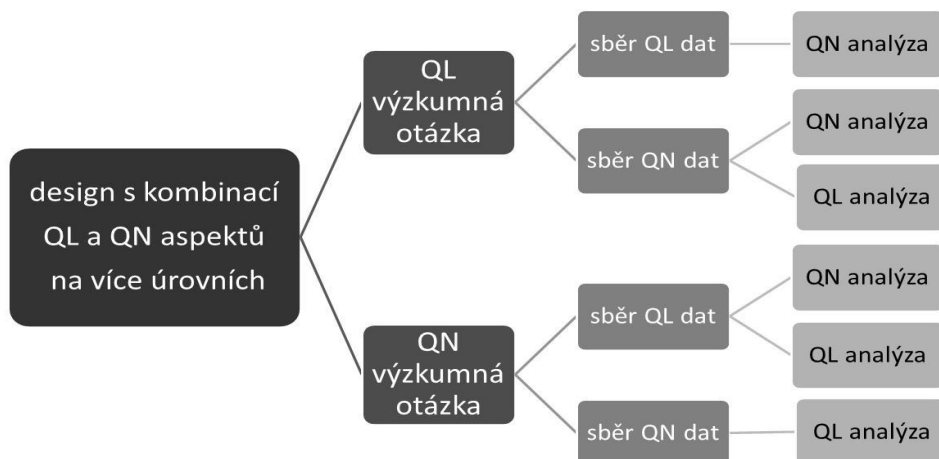 design s kombinací
QL a QN aspektů
na více úrovních
QL
výzkumná
otázka
sběr QL dat
QN analýza
sběr QN dat
QN analýza
QL analýza
QN
výzkumná
otázka
sběr QL dat
QN analýza
QL analýza
sběr QN dat
QL analýza